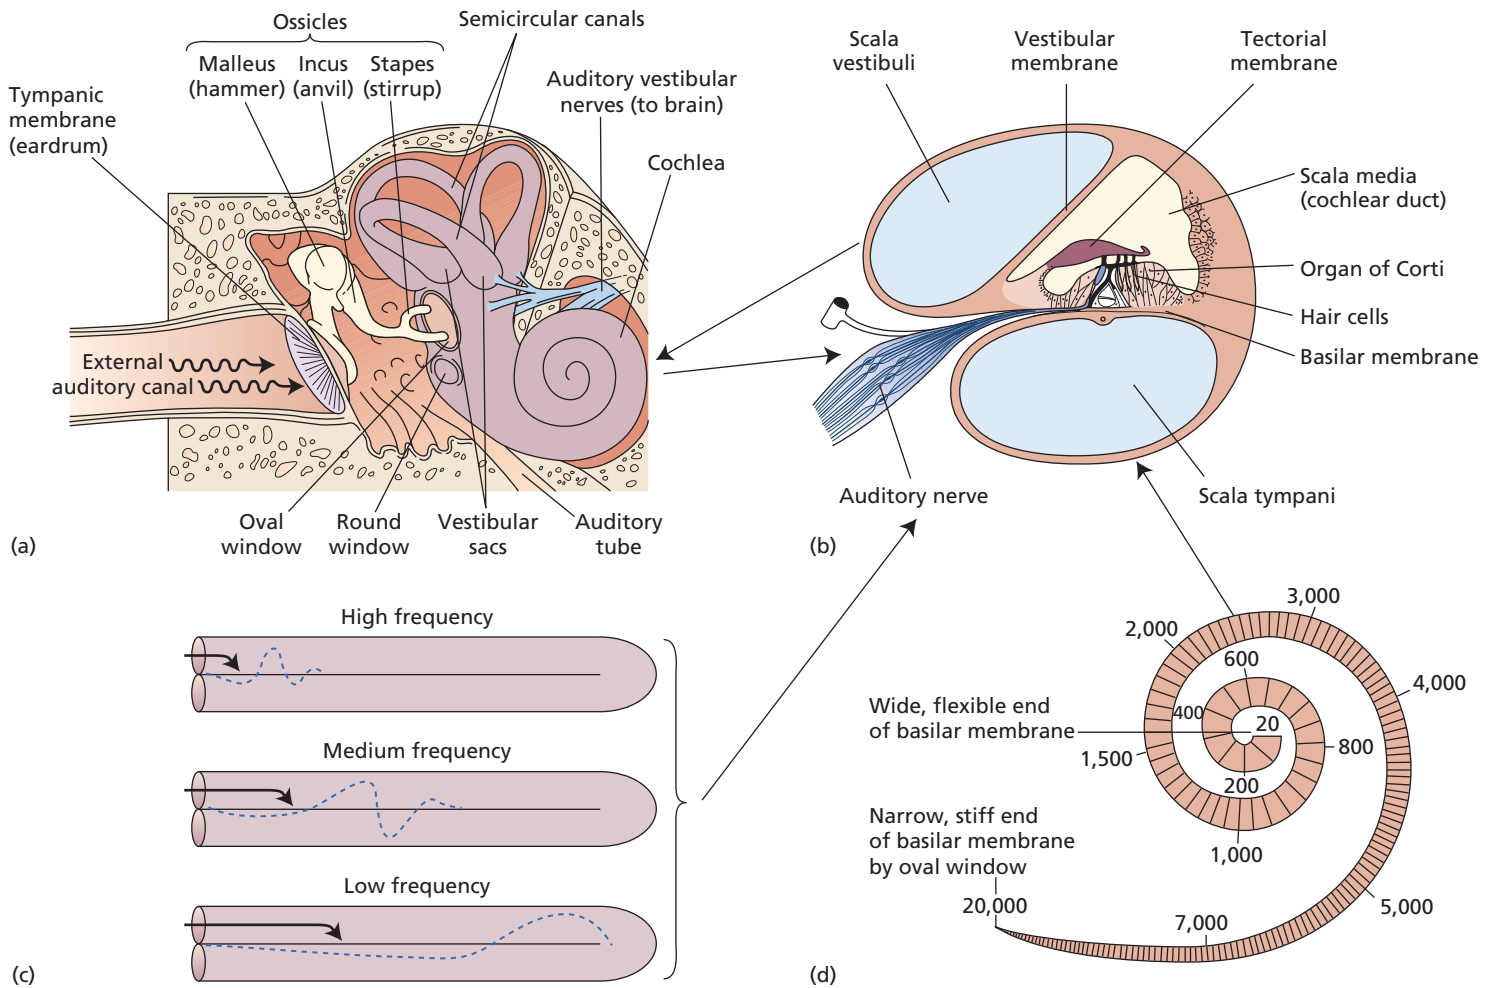 Ossicles
Malleus
(hammer)
Incus
(anvil)
Stapes
(stirrup)
Semicircular canals
Auditory vestibular
nerves (to brain)
Cochlea
Tympanic
membrane
(eardrum)
External
auditory canal
Oval
window
Round
window
Vestibular
sacs
Auditory
tube
(a)
Scala
vestibuli
Vestibular
membrane
Tectorial
membrane
Scala media
(cochlear duct)
Organ of Corti
Hair cells
Basilar membrane
Auditory nerve
Scala tympani
(b)
High frequency
Medium frequency
Low frequency
(c)
3,000
2,000
600
4,000
Wide, flexible end
of basilar membrane
400
20
800
1,500
200
Narrow, stiff end
of basilar membrane
by oval window
1,000
20,000
7,000
5,000
(d)